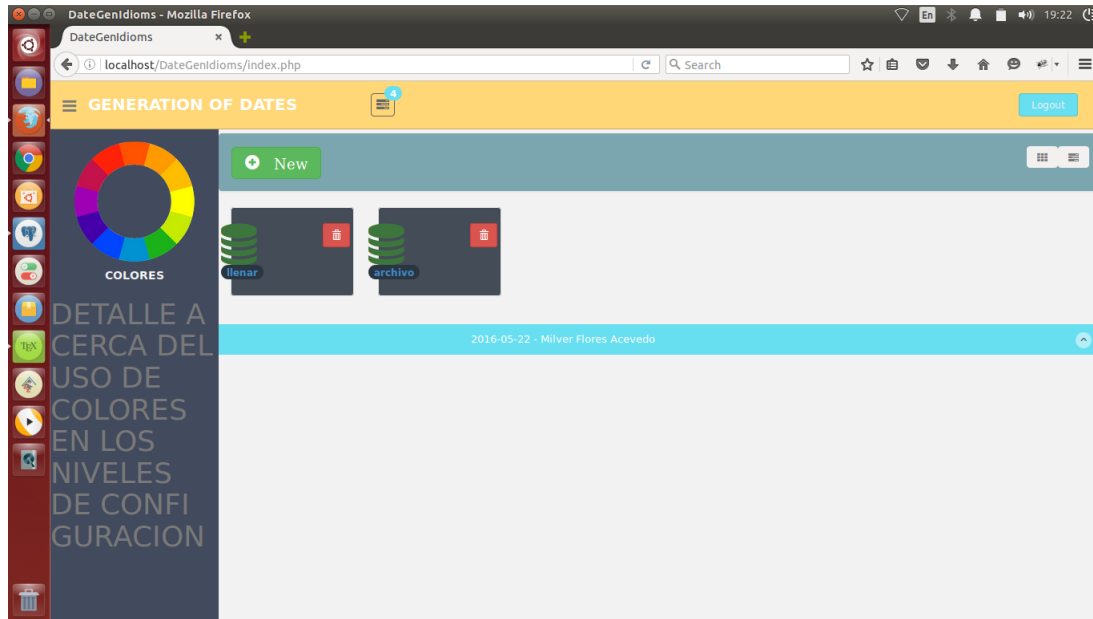 DateGenIdioms - Mozilla Firefox
En
19:22
DateGenIdioms
localhost/DateGenIdioms/index.php
Search
GENERATION OF DATES
4
Logout
New
COLORES
llenar
archivo
DETALLE A
CERCA DEL
USO DE
COLORES
EN LOS
NIVELES
DE CONFI
GURACION
2016-05-22 - Milver Flores Acevedo
TEX